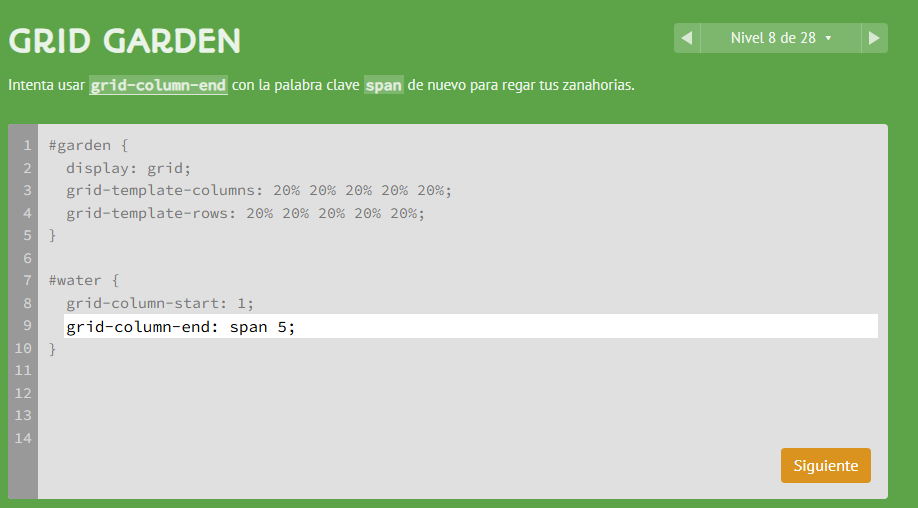 GRID GARDEN
◀ Nivel 8 de 28 ▾ ▶
Intenta usar grid-column-end con la palabra clave span de nuevo para regar tus zanahorias.
1 #garden {
2 display: grid;
3 grid-template-columns: 20% 20% 20% 20% 20%;
4 grid-template-rows: 20% 20% 20% 20% 20%;
5 }
6
7 #water {
8 grid-column-start: 1;
9 grid-column-end: span 5;
10 }
11
12
13
14
Siguiente